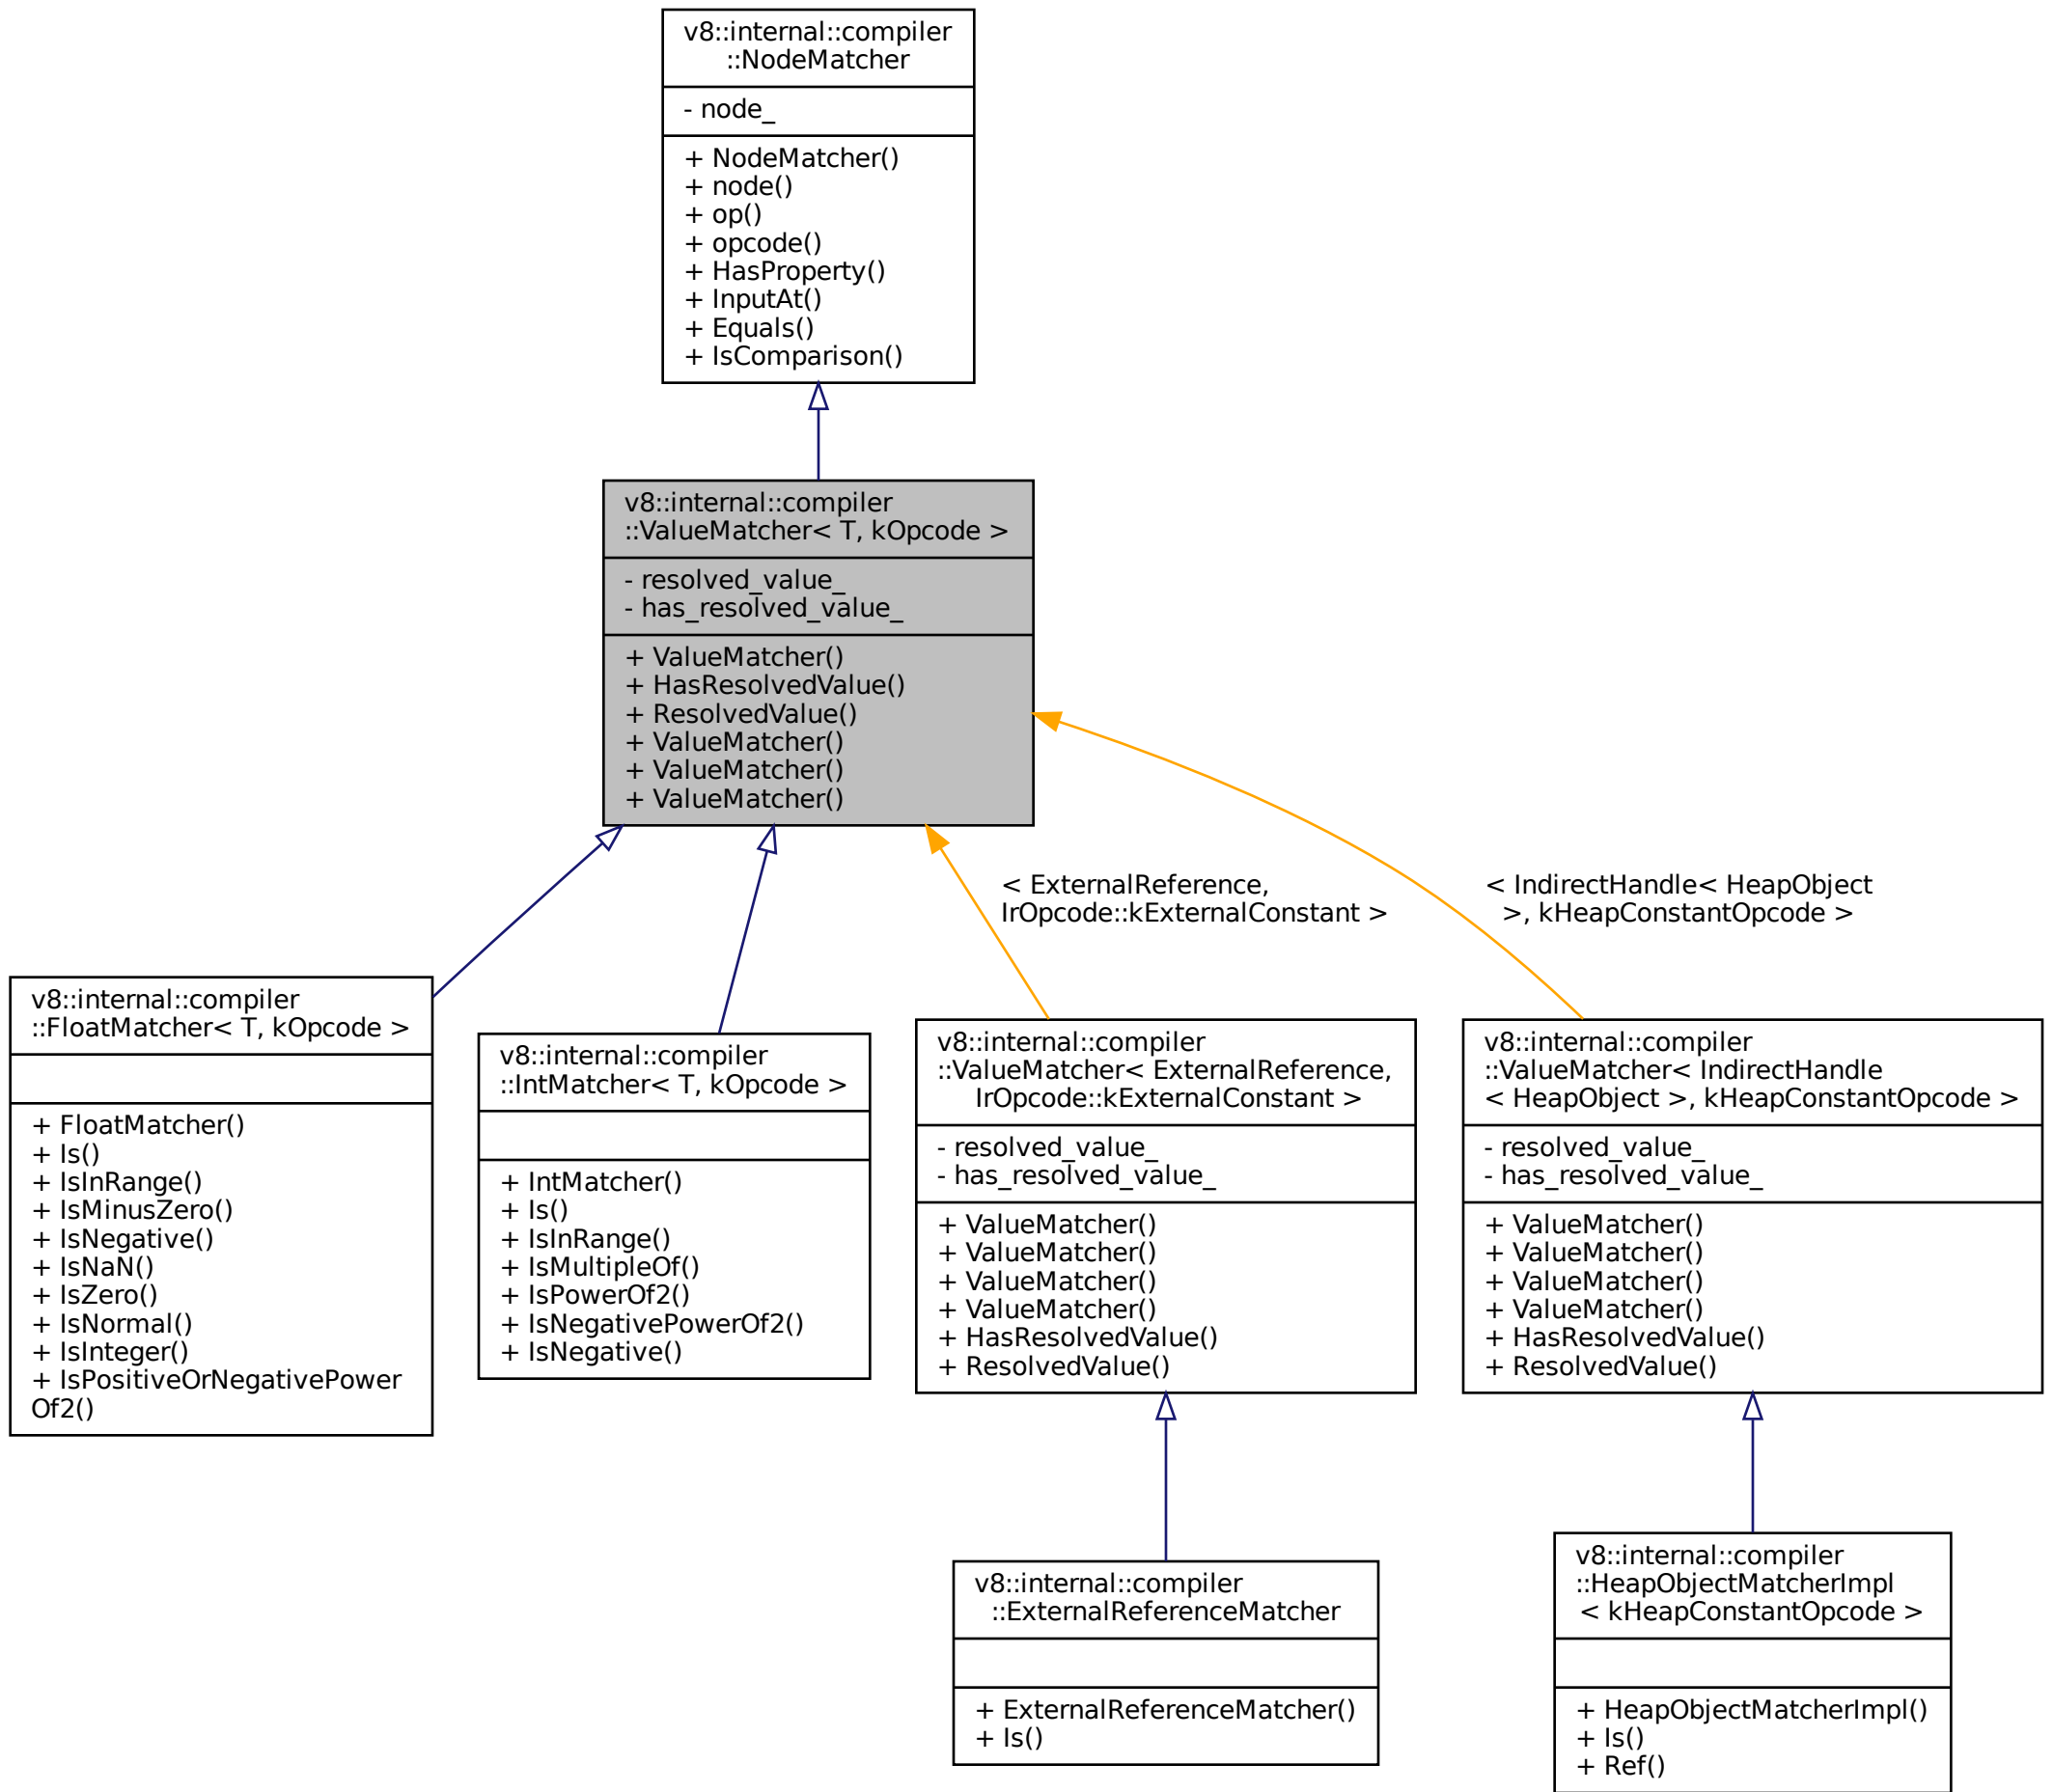 v8::internal::compiler
::NodeMatcher
- node_
+ NodeMatcher()
+ node()
+ op()
+ opcode()
+ HasProperty()
+ InputAt()
+ Equals()
+ IsComparison()
v8::internal::compiler
::ValueMatcher< T, kOpcode >
- resolved_value_
- has_resolved_value_
+ ValueMatcher()
+ HasResolvedValue()
+ ResolvedValue()
+ ValueMatcher()
+ ValueMatcher()
+ ValueMatcher()
< ExternalReference,
IrOpcode::kExternalConstant >
< IndirectHandle< HeapObject
>, kHeapConstantOpcode >
v8::internal::compiler
::FloatMatcher< T, kOpcode >
+ FloatMatcher()
+ Is()
+ IsInRange()
+ IsMinusZero()
+ IsNegative()
+ IsNaN()
+ IsZero()
+ IsNormal()
+ IsInteger()
+ IsPositiveOrNegativePower
Of2()
v8::internal::compiler
::IntMatcher< T, kOpcode >
+ IntMatcher()
+ Is()
+ IsInRange()
+ IsMultipleOf()
+ IsPowerOf2()
+ IsNegativePowerOf2()
+ IsNegative()
v8::internal::compiler
::ValueMatcher< ExternalReference,
IrOpcode::kExternalConstant >
- resolved_value_
- has_resolved_value_
+ ValueMatcher()
+ ValueMatcher()
+ ValueMatcher()
+ ValueMatcher()
+ HasResolvedValue()
+ ResolvedValue()
v8::internal::compiler
::ValueMatcher< IndirectHandle
< HeapObject >, kHeapConstantOpcode >
- resolved_value_
- has_resolved_value_
+ ValueMatcher()
+ ValueMatcher()
+ ValueMatcher()
+ ValueMatcher()
+ HasResolvedValue()
+ ResolvedValue()
v8::internal::compiler
::ExternalReferenceMatcher
+ ExternalReferenceMatcher()
+ Is()
v8::internal::compiler
::HeapObjectMatcherImpl
< kHeapConstantOpcode >
+ HeapObjectMatcherImpl()
+ Is()
+ Ref()